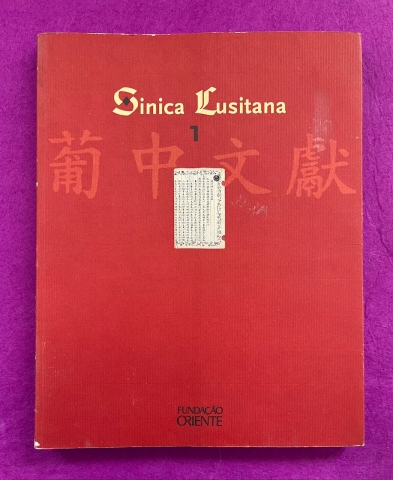 Sinica Lusitana
1
葡中文獻
FUNDAÇÃO
ORIENTE